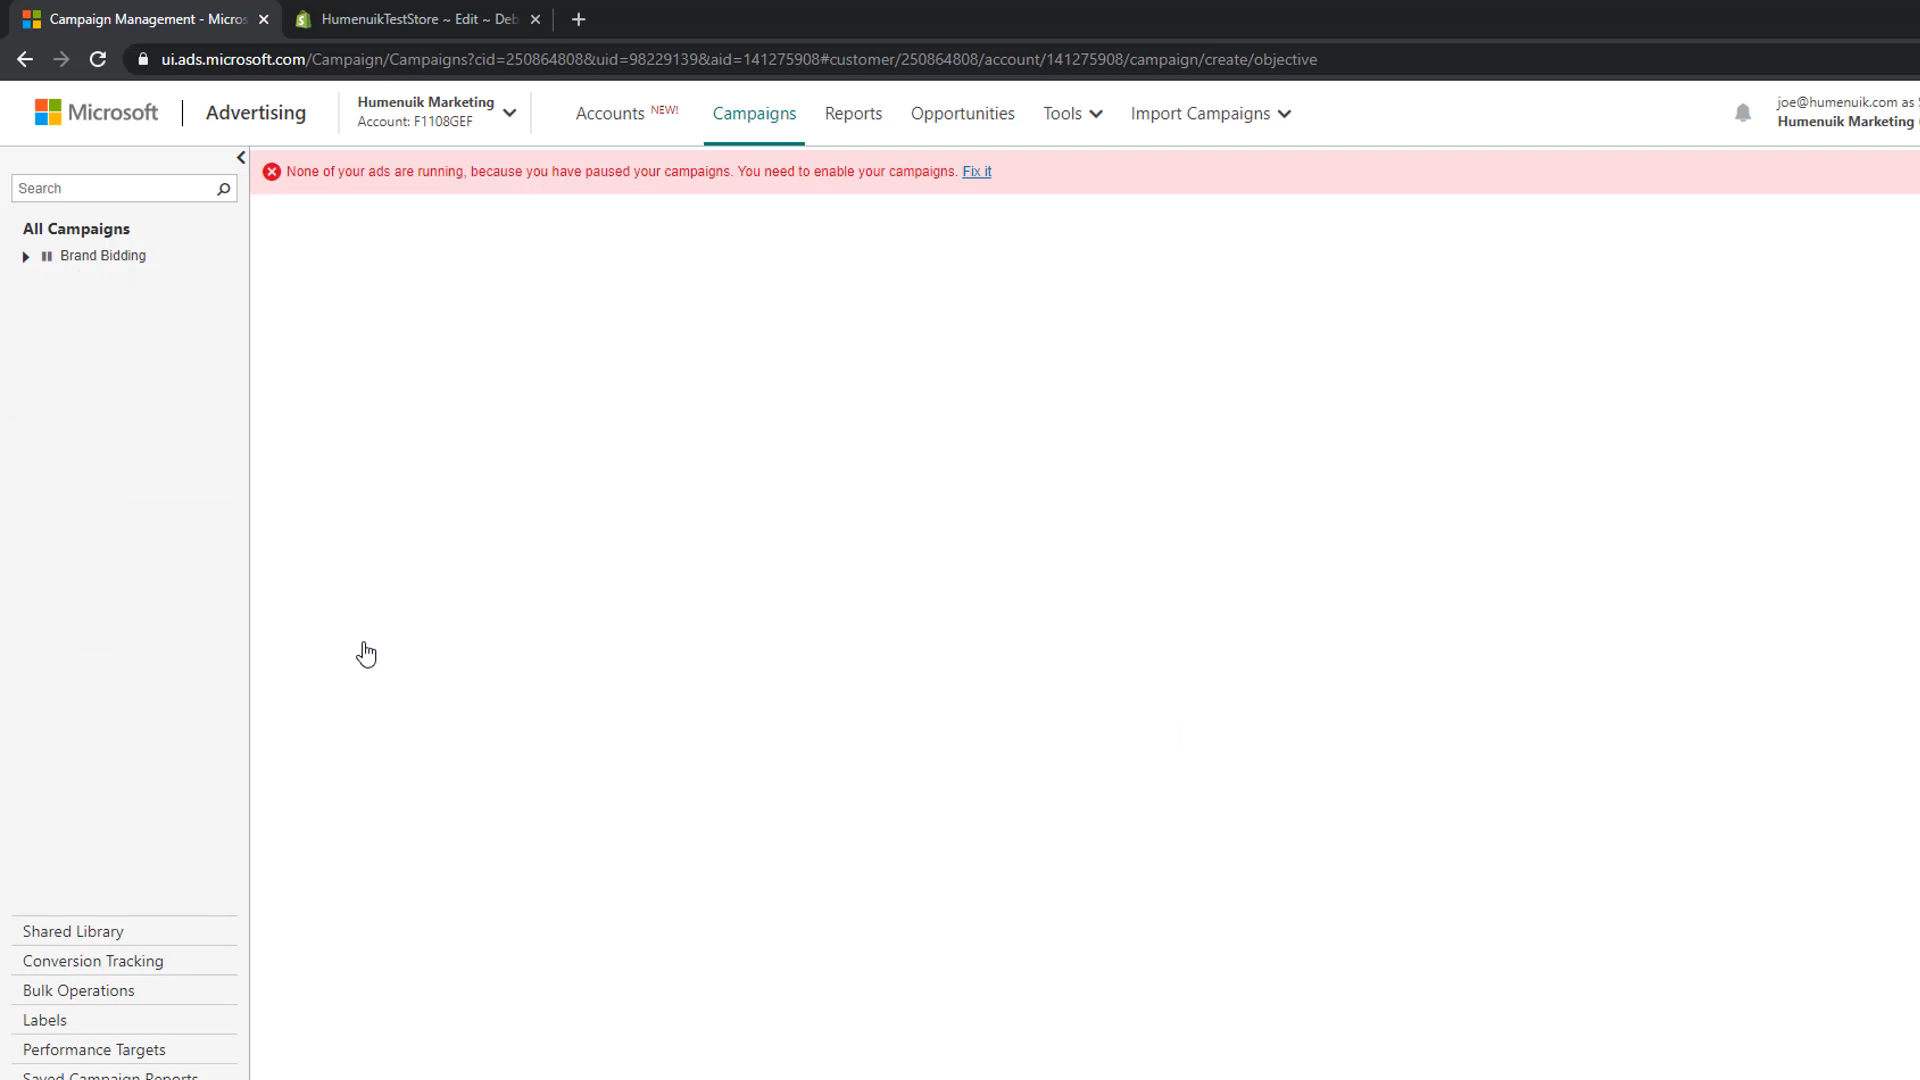 Campaign Management - Micros
HumenuikTestStore ~ Edit ~ Deb
ui.ads.microsoft.com/Campaign/Campaigns?cid=250864808&uid=98229139&aid=141275908#customer/250864808/account/141275908/campaign/create/objective
Microsoft | Advertising
Humenuik Marketing
Account: F1108GEF
Accounts NEW!
Campaigns
Reports
Opportunities
Tools
Import Campaigns
joe@humenuik.com as
Humenuik Marketing
None of your ads are running, because you have paused your campaigns. You need to enable your campaigns. Fix it
Search
All Campaigns
Brand Bidding
Shared Library
Conversion Tracking
Bulk Operations
Labels
Performance Targets
Saved Campaign Reports